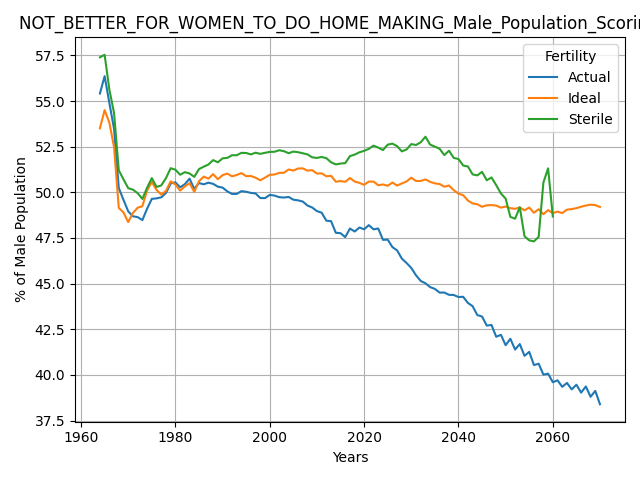 NOT_BETTER_FOR_WOMEN_TO_DO_HOME_MAKING_Male_Population_Scorin
57.5
55.0
52.5
50.0
47.5
45.0
42.5
40.0
37.5
% of Male Population
Fertility
Actual
Ideal
Sterile
1960 1980 2000 2020 2040 2060
Years